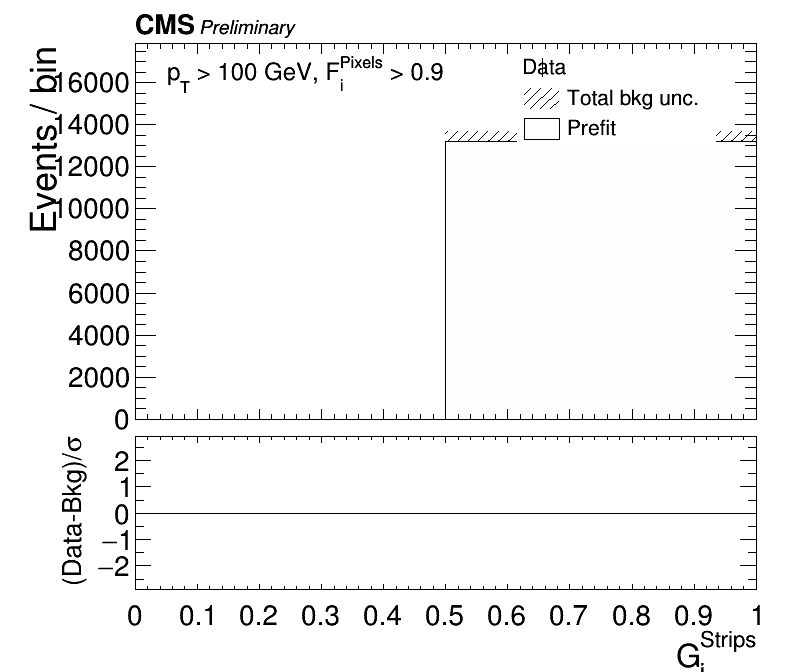 CMS Preliminary
p_T > 100 GeV, F_i^Pixels > 0.9
Data
Total bkg unc.
Prefit
Events / bin
16000
14000
12000
10000
8000
6000
4000
2000
0
(Data-Bkg)/σ
2
1
0
−1
−2
0 0.1 0.2 0.3 0.4 0.5 0.6 0.7 0.8 0.9 1
G_i^Strips